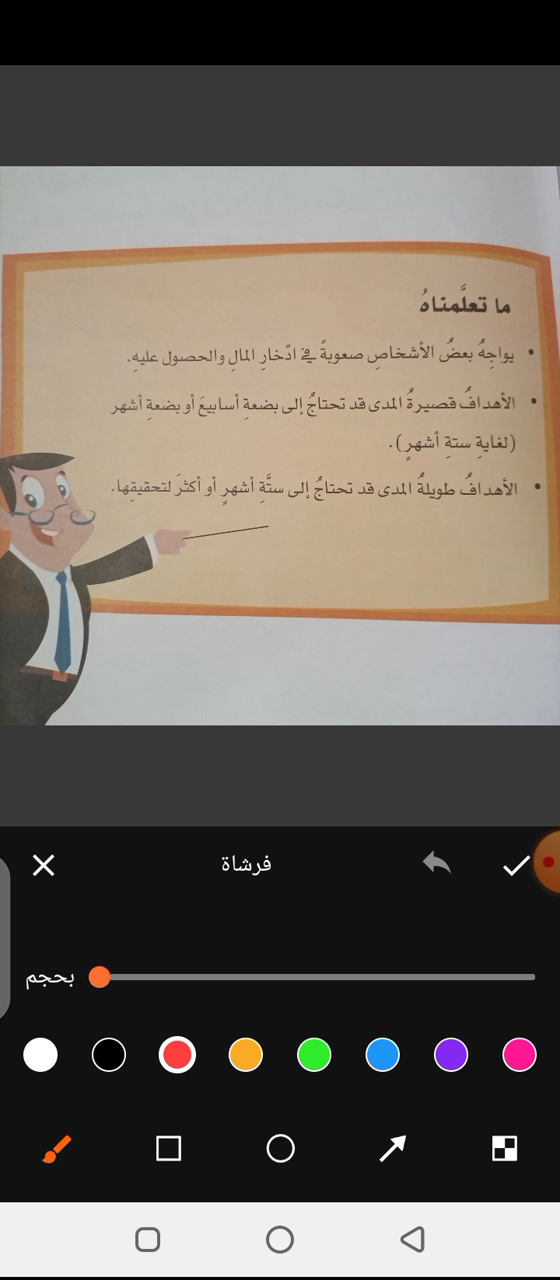 ما تعلَّمناهُ
• يواجِهُ بعضُ الأشخاصِ صعوبةً في ادّخارِ المالِ والحصول عليهِ.
• الأهدافُ قصيرةُ المدى قد تحتاجُ إلى بضعةِ أسابيعَ أو بضعةِ أشهر
(لغايةِ ستةِ أشهرٍ).
• الأهدافُ طويلةُ المدى قد تحتاجُ إلى ستَّةِ أشهرٍ أو أكثرَ لتحقيقِها.
فرشاة
بحجم